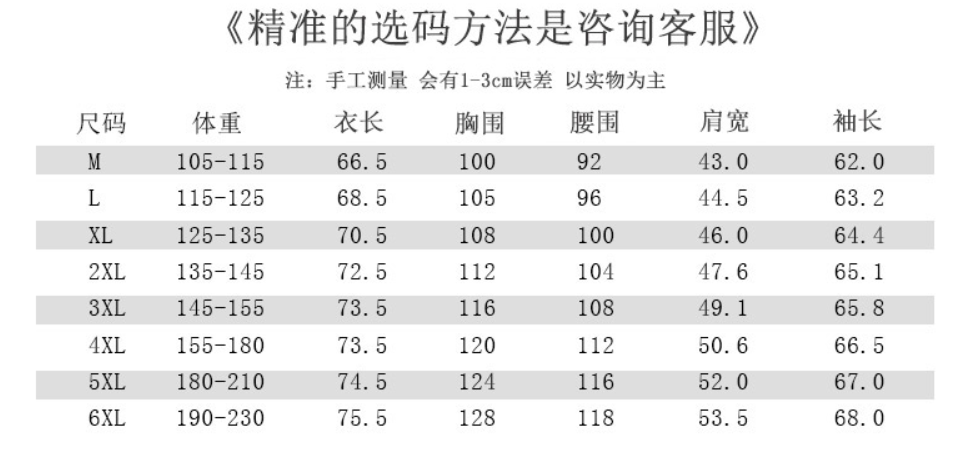 《精准的选码方法是咨询客服》
注：手工测量 会有1-3cm误差 以实物为主
尺码 体重 衣长 胸围 腰围 肩宽 袖长
M 105-115 66.5 100 92 43.0 62.0
L 115-125 68.5 105 96 44.5 63.2
XL 125-135 70.5 108 100 46.0 64.4
2XL 135-145 72.5 112 104 47.6 65.1
3XL 145-155 73.5 116 108 49.1 65.8
4XL 155-180 73.5 120 112 50.6 66.5
5XL 180-210 74.5 124 116 52.0 67.0
6XL 190-230 75.5 128 118 53.5 68.0